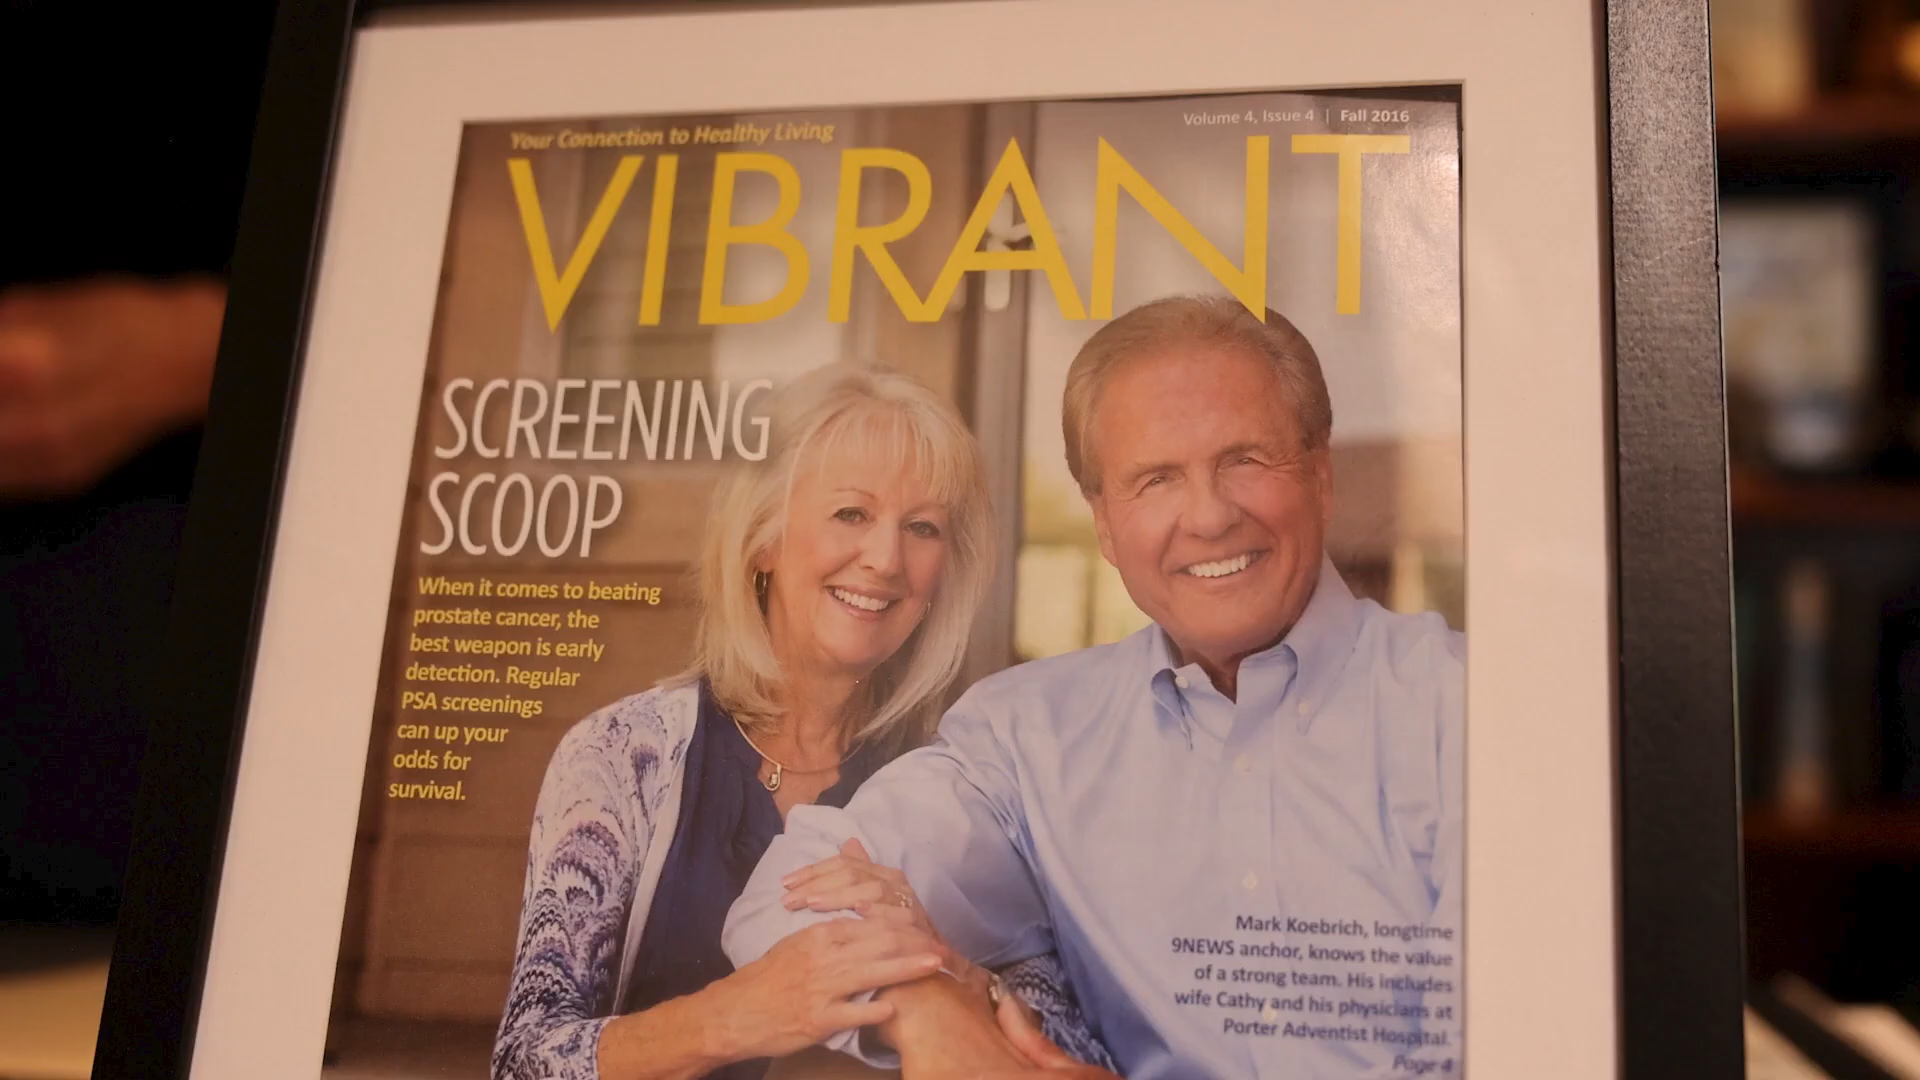 Volume 4, Issue 4 | Fall 2016
Your Connection to Healthy Living
VIBRANT
SCREENING
SCOOP
When it comes to beating
prostate cancer, the
best weapon is early
detection. Regular
PSA screenings
can up your
odds for
survival.
Mark Koebrich, longtime
9NEWS anchor, knows the value
of a strong team. His includes
wife Cathy and his physicians at
Porter Adventist Hospital.
Page 4